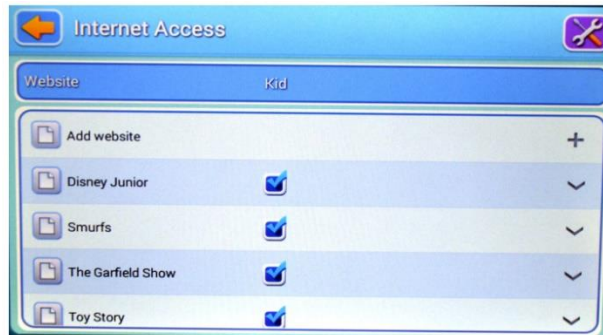 Internet Access
Website Kid
Add website
Disney Junior
Smurfs
The Garfield Show
Toy Story